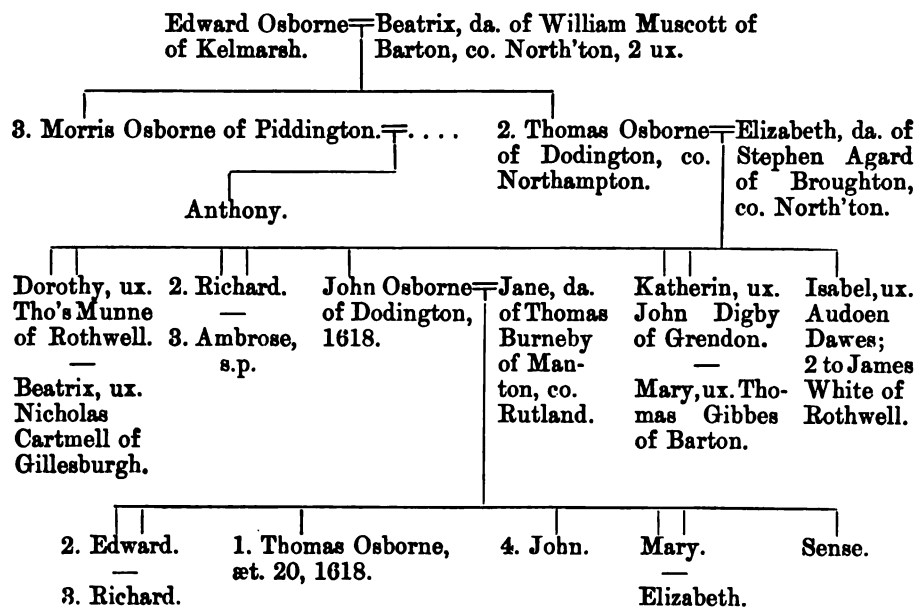 Edward Osborne═Beatrix, da. of William Muscott of
of Kelmarsh. Barton, co. North'ton, 2 ux.
3. Morris Osborne of Piddington.═....
2. Thomas Osborne═Elizabeth, da. of
of Dodington, co. Stephen Agard
Northampton. of Broughton,
co. North'ton.
Anthony.
Dorothy, ux.
Tho's Munne
of Rothwell.
—
Beatrix, ux.
Nicholas
Cartmell of
Gillesburgh.
2. Richard.
—
3. Ambrose,
s.p.
John Osborne═
of Dodington,
1618.
Jane, da.
of Thomas
Burneby
of Man-
ton, co.
Rutland.
Katherin, ux.
John Digby
of Grendon.
—
Mary, ux. Tho-
mas Gibbes
of Barton.
Isabel, ux.
Audoen
Dawes;
2 to James
White of
Rothwell.
2. Edward.
—
3. Richard.
1. Thomas Osborne,
æt. 20, 1618.
4. John.
Mary.
—
Elizabeth.
Sense.